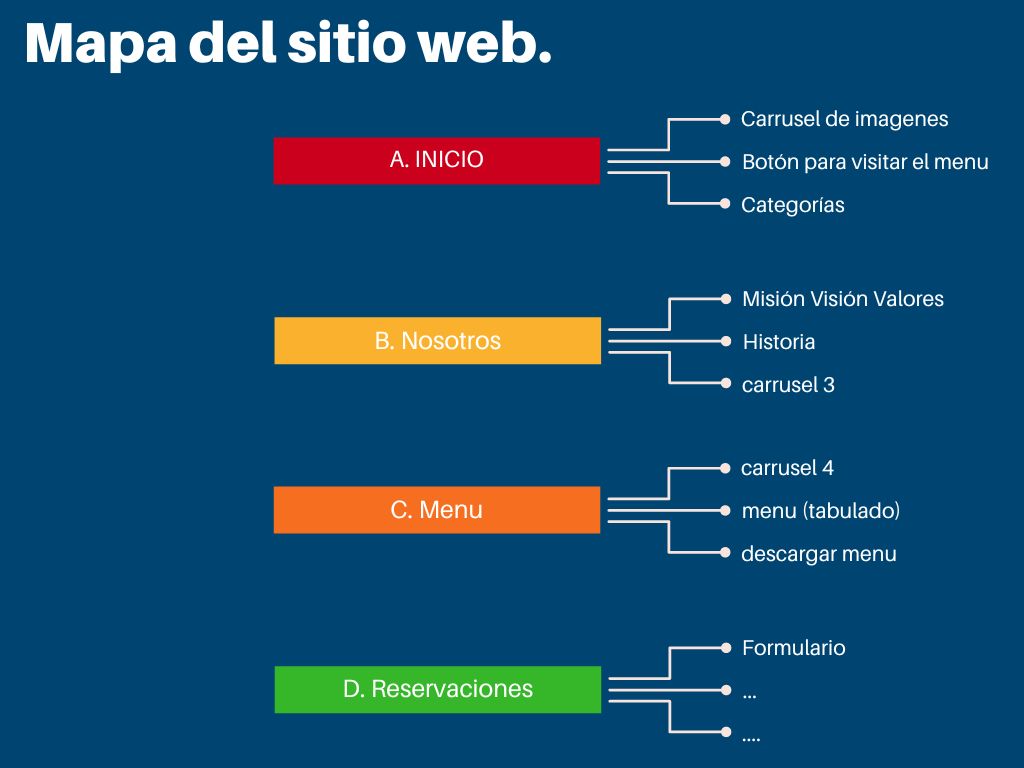 Mapa del sitio web.
A. INICIO
Carrusel de imagenes
Botón para visitar el menu
Categorías
B. Nosotros
Misión Visión Valores
Historia
carrusel 3
C. Menu
carrusel 4
menu (tabulado)
descargar menu
D. Reservaciones
Formulario
...
....